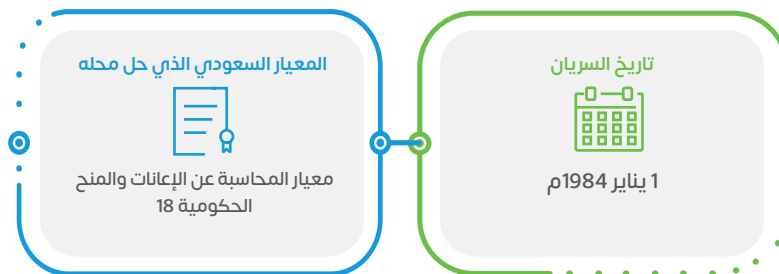 تاريخ السريان
1 يناير 1984م
المعيار السعودي الذي حل محله
معيار المحاسبة عن الإعانات والمنح
الحكومية 18